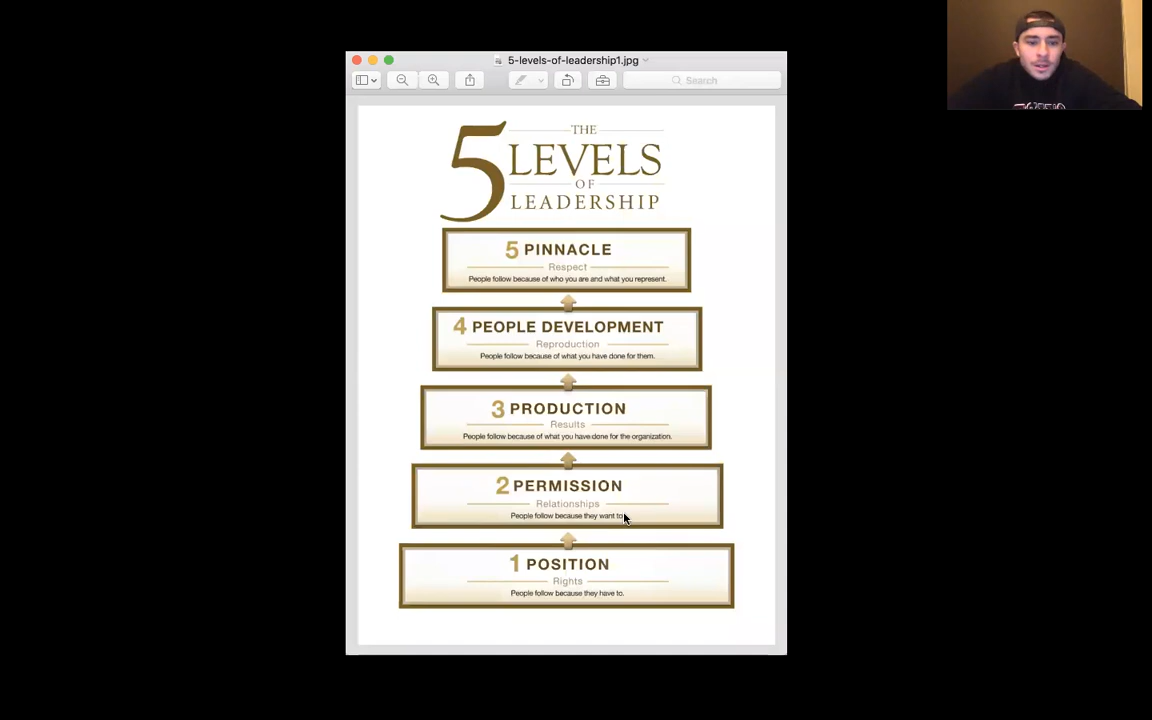 5-levels-of-leadership1.jpg
Search
THE
5 LEVELS
OF
LEADERSHIP
5 PINNACLE
Respect
People follow because of who you are and what you represent.
4 PEOPLE DEVELOPMENT
Reproduction
People follow because of what you have done for them.
3 PRODUCTION
Results
People follow because of what you have done for the organization.
2 PERMISSION
Relationships
People follow because they want to.
1 POSITION
Rights
People follow because they have to.